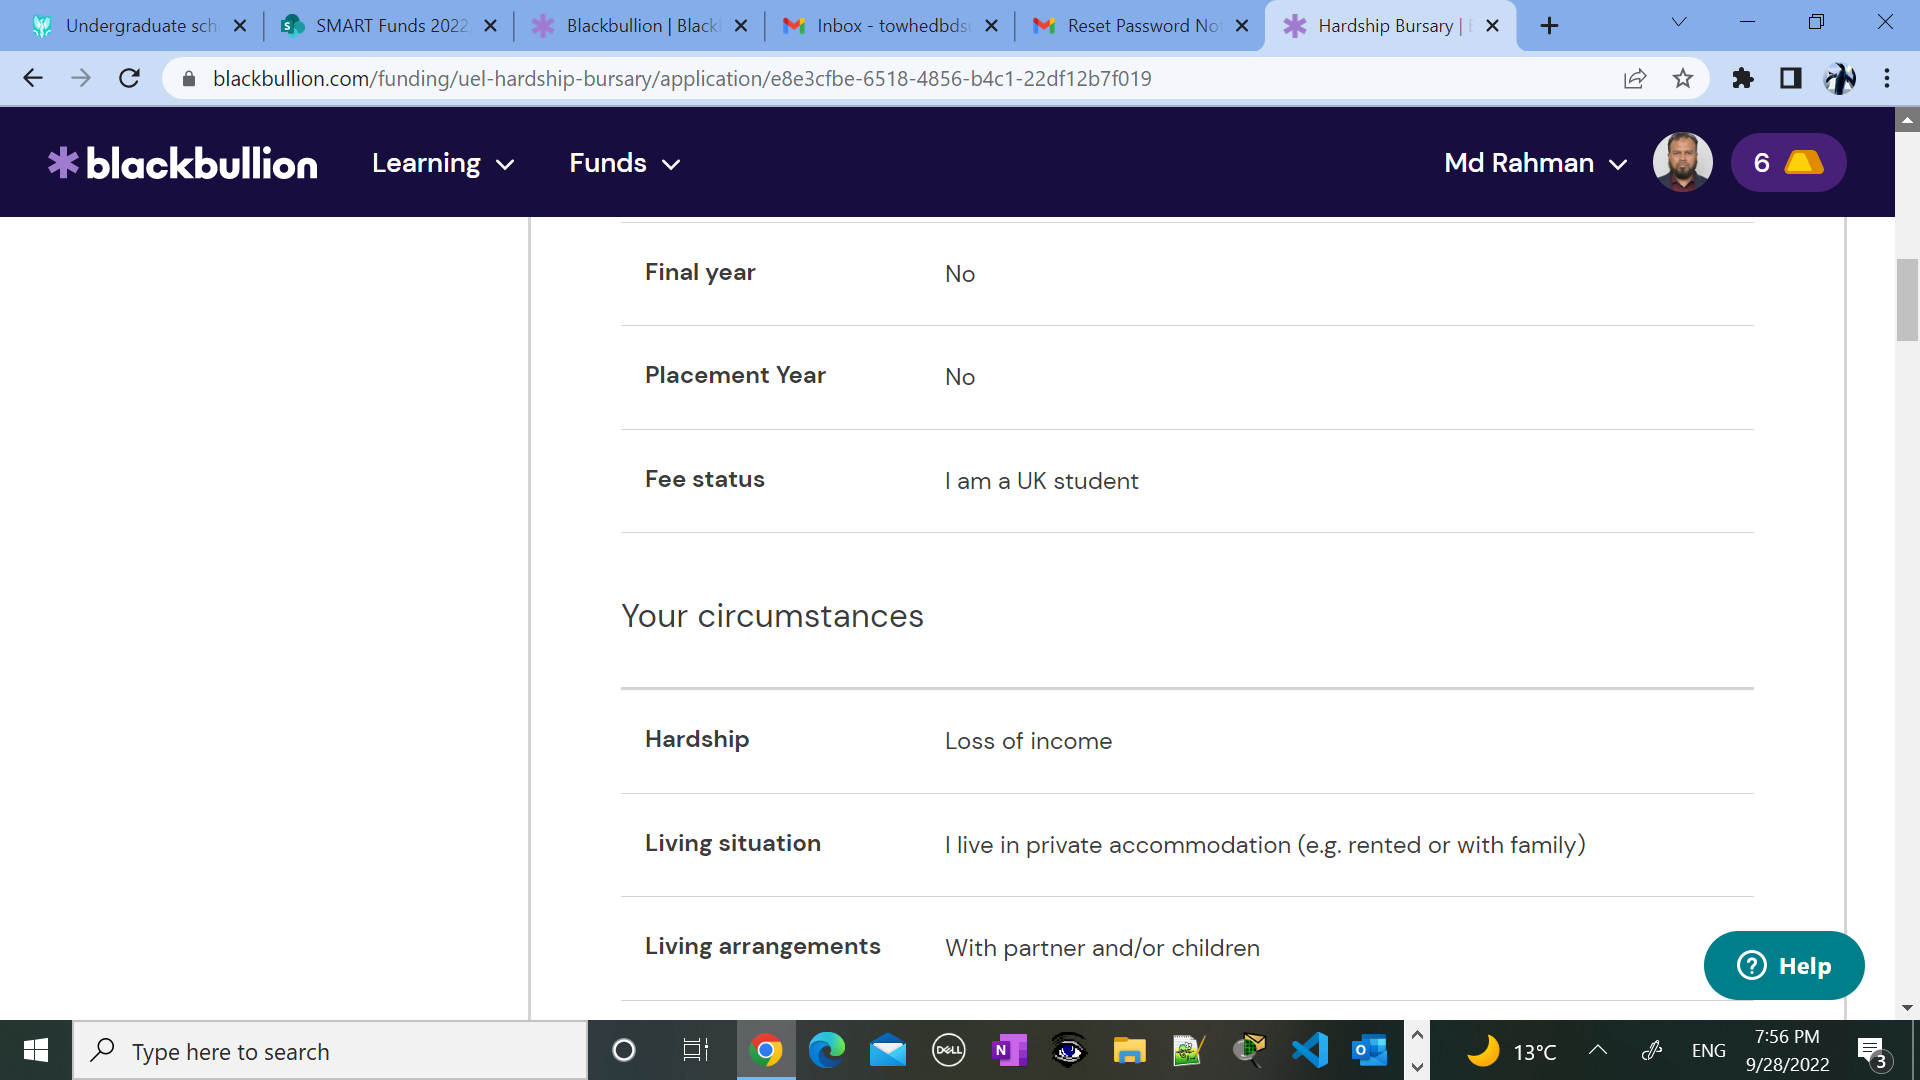 Undergraduate sch
SMART Funds 2022
Blackbullion | Black
Inbox - towhedbds
Reset Password No
Hardship Bursary |
blackbullion.com/funding/uel-hardship-bursary/application/e8e3cfbe-6518-4856-b4c1-22df12b7f019
blackbullion
Learning
Funds
Md Rahman
6
Final year
No
Placement Year
No
Fee status
I am a UK student
Your circumstances
Hardship
Loss of income
Living situation
I live in private accommodation (e.g. rented or with family)
Living arrangements
With partner and/or children
Help
Type here to search
DELL
13°C
ENG
7:56 PM
9/28/2022
3